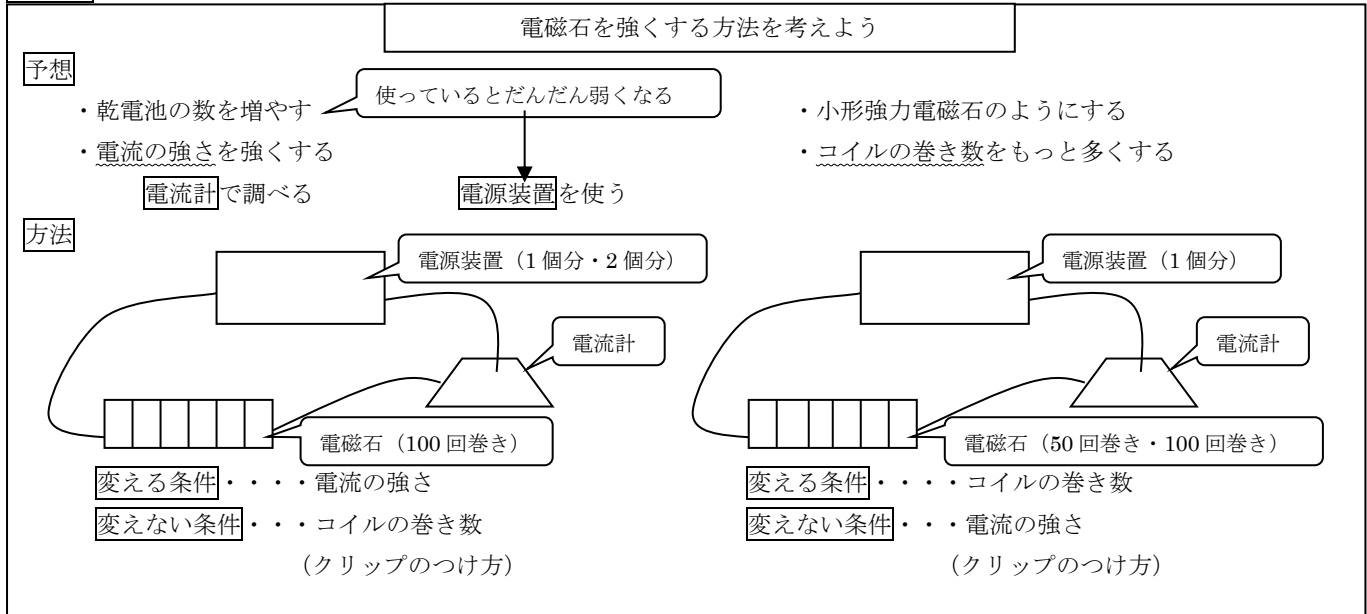 電磁石を強くする方法を考えよう
予想
・乾電池の数を増やす
使っているとだんだん弱くなる
・電流の強さを強くする
電流計で調べる
電源装置を使う
・小形強力電磁石のようにする
・コイルの巻き数をもっと多くする
方法
電源装置（1 個分・2 個分）
電流計
電磁石（100 回巻き）
変える条件・・・・電流の強さ
変えない条件・・・コイルの巻き数
（クリップのつけ方）
電源装置（1 個分）
電流計
電磁石（50 回巻き・100 回巻き）
変える条件・・・・コイルの巻き数
変えない条件・・・電流の強さ
（クリップのつけ方）